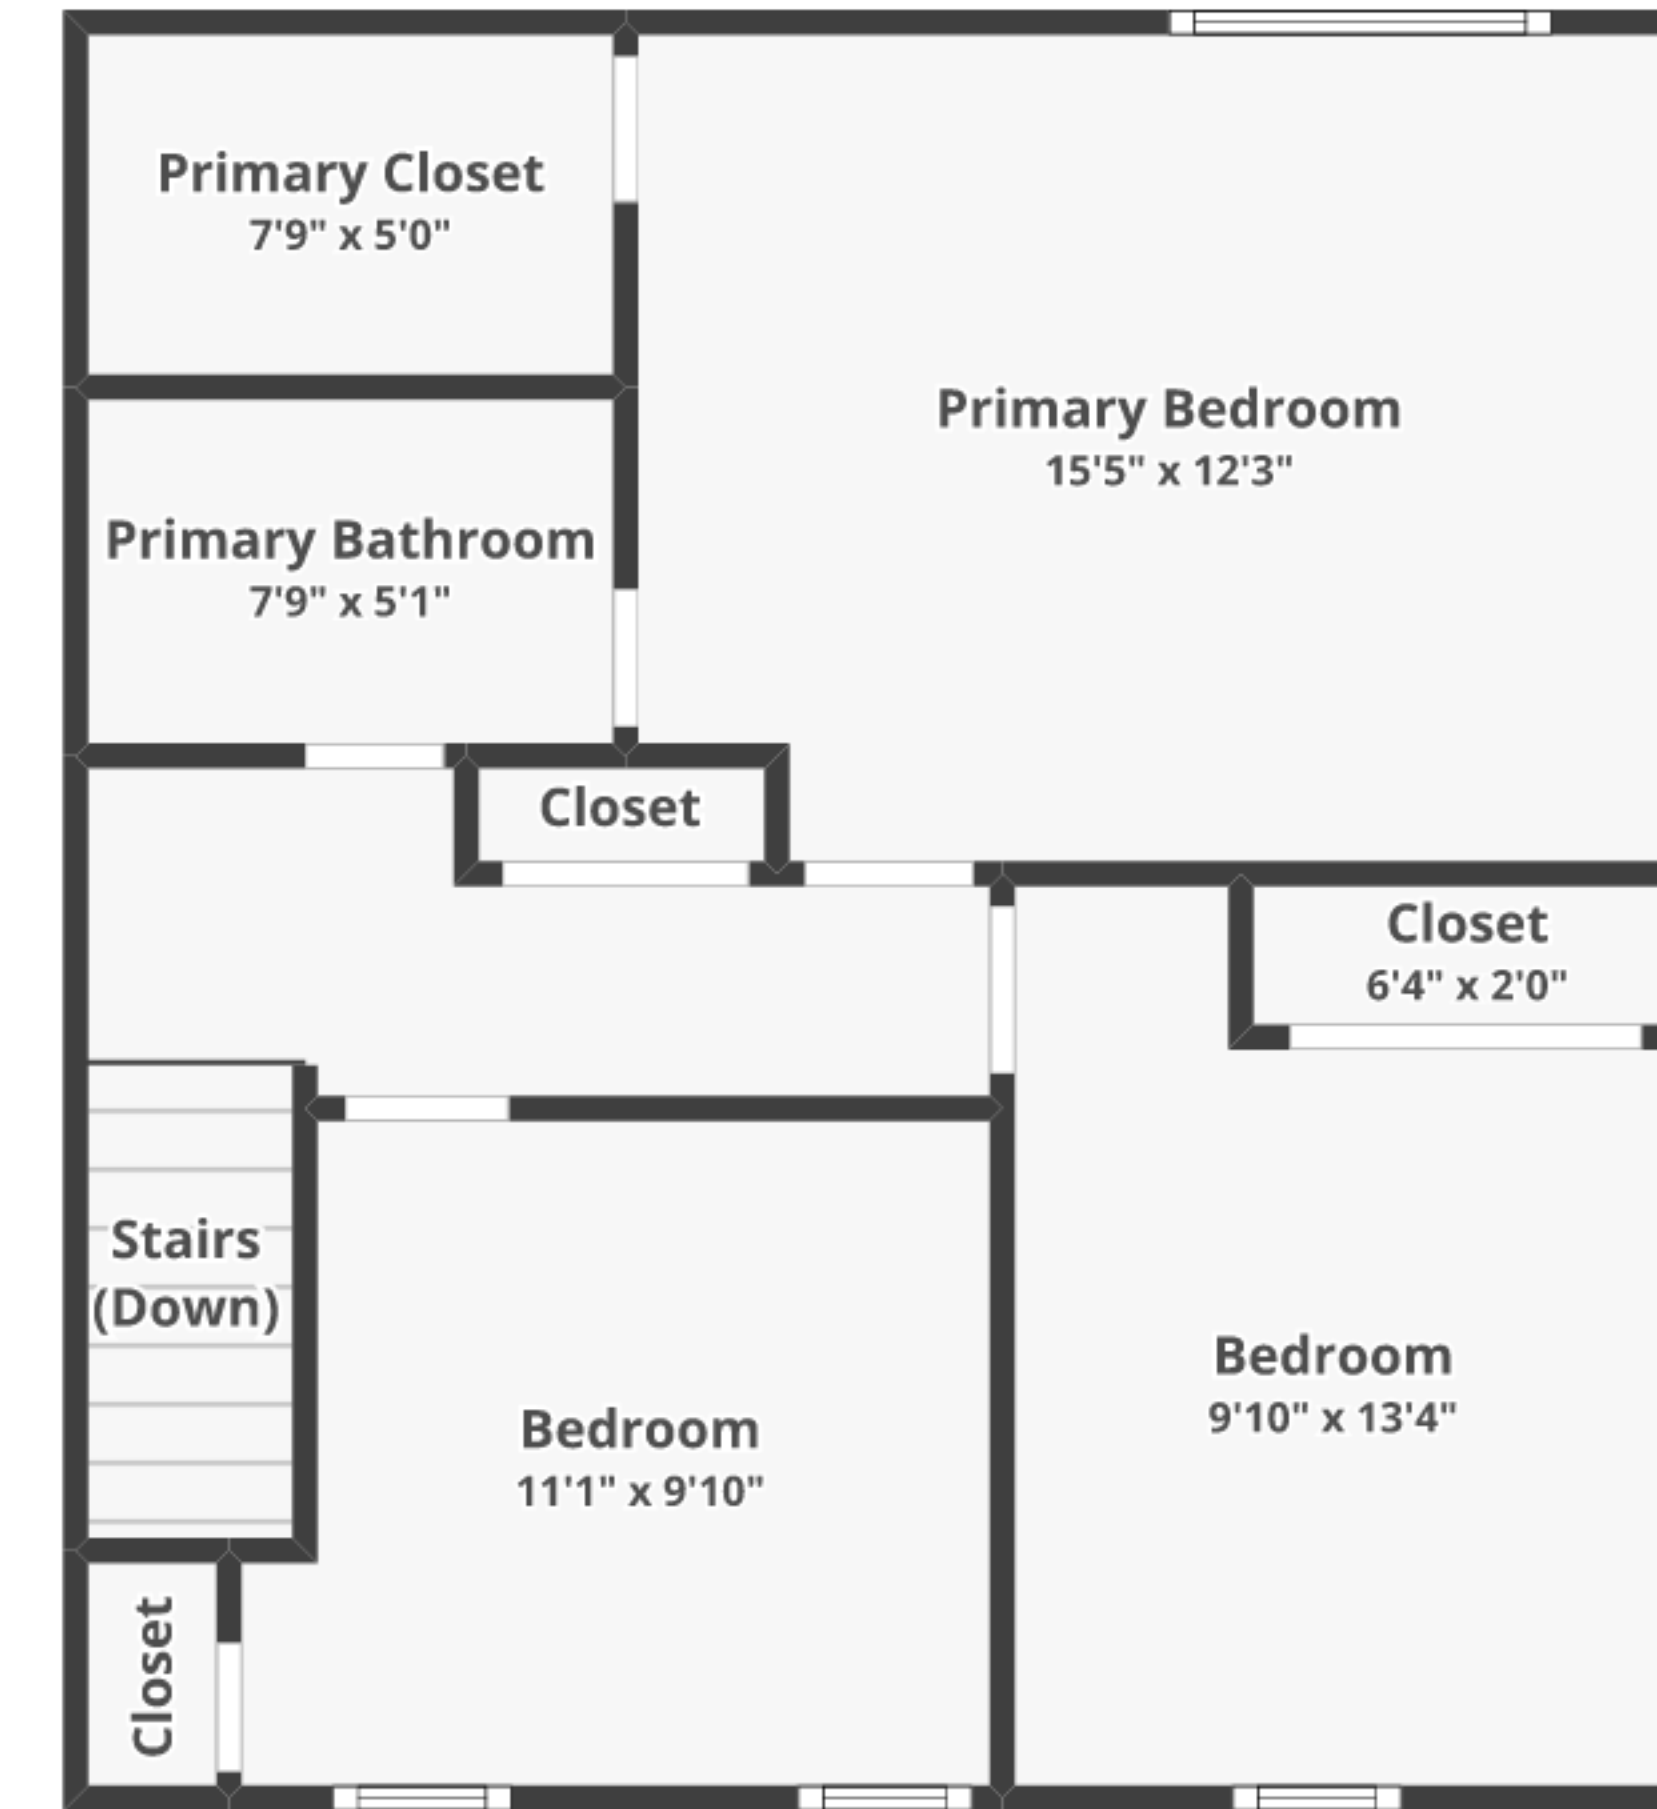 Primary Closet
7'9" x 5'0"
Primary Bedroom
15'5" x 12'3"
Primary Bathroom
7'9" x 5'1"
Closet
Closet
6'4" x 2'0"
Stairs
(Down)
Bedroom
9'10" x 13'4"
Bedroom
11'1" x 9'10"
Closet